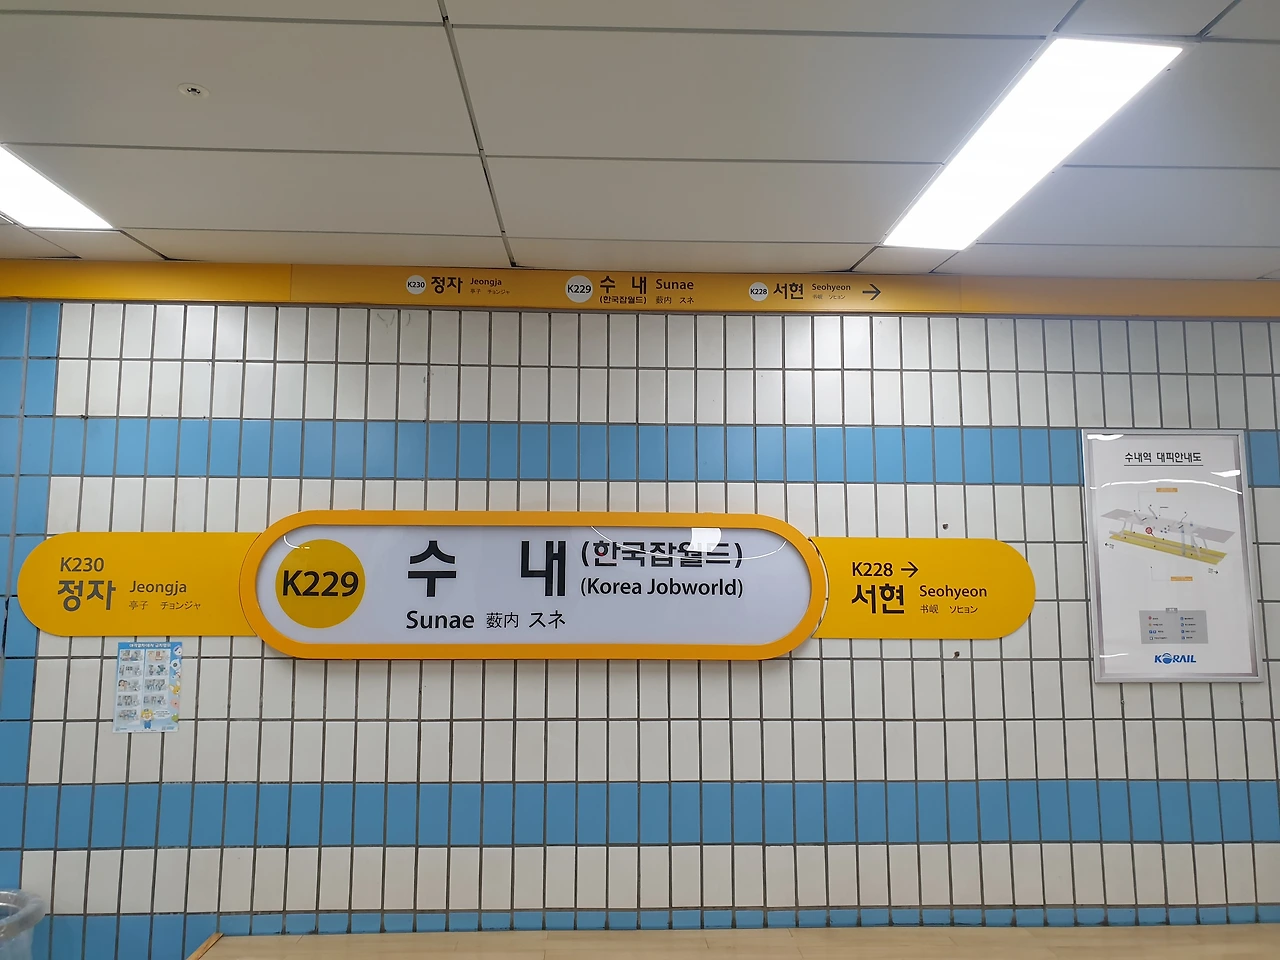 K230 정자 Jeongja
亭子 チョンジャ
K229 수 내 Sunae
(한국잡월드) 薮内 スネ
K228 서현 Seohyeon →
书岘 ソヒョン
K230
정자 Jeongja
亭子 チョンジャ
K229
수 내 (한국잡월드)
(Korea Jobworld)
Sunae 薮内 スネ
K228 →
서현 Seohyeon
书岘 ソヒョン
수내역 대피안내도
KORAIL